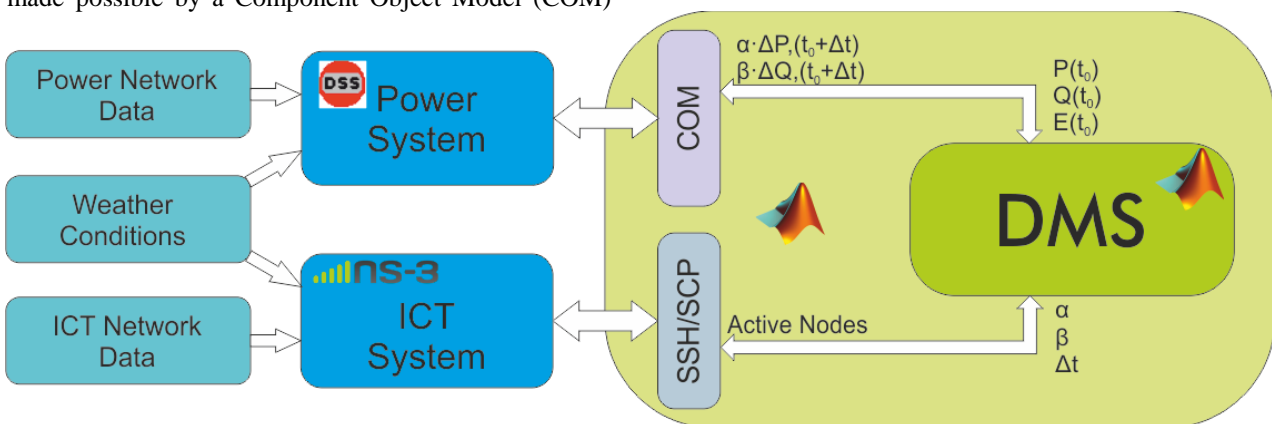 made possible by a Component Object Model (COM)
Power Network
Data
Weather
Conditions
ICT Network
Data
DSS
Power
System
ns-3
ICT
System
COM
SSH/SCP
α·ΔP,(t₀+Δt)
β·ΔQ,(t₀+Δt)
P(t₀)
Q(t₀)
E(t₀)
DMS
Active Nodes
α
β
Δt